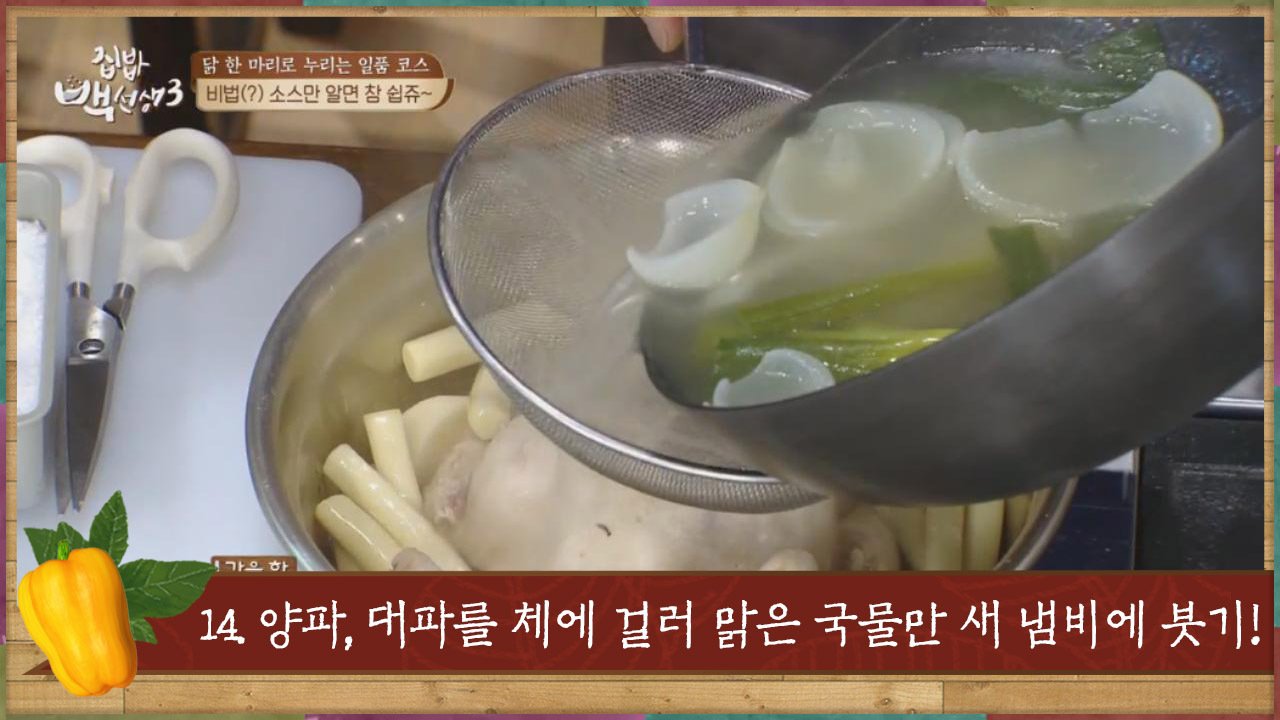 집밥
백선생3
닭 한 마리로 누리는 일품 코스
비법(?) 소스만 알면 참 쉽쥬~
14. 양파, 대파를 체에 걸러 맑은 국물만 새 냄비에 붓기!